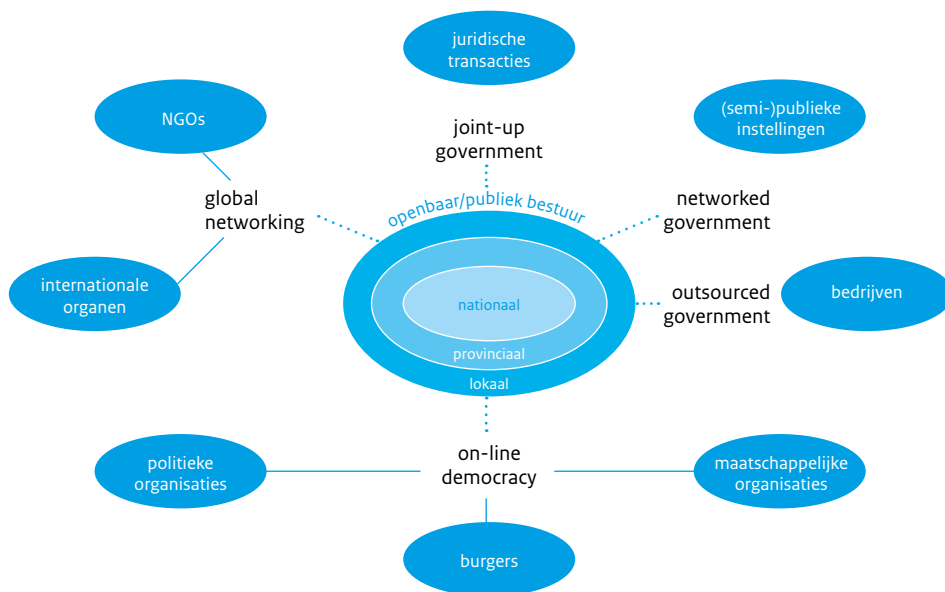 juridische
transacties
NGOs
(semi-)publieke
instellingen
joint-up
government
global
networking
openbaar/publiek bestuur
networked
government
internationale
organen
nationaal
outsourced
government
bedrijven
provinciaal
lokaal
politieke
organisaties
on-line
democracy
maatschappelijke
organisaties
burgers